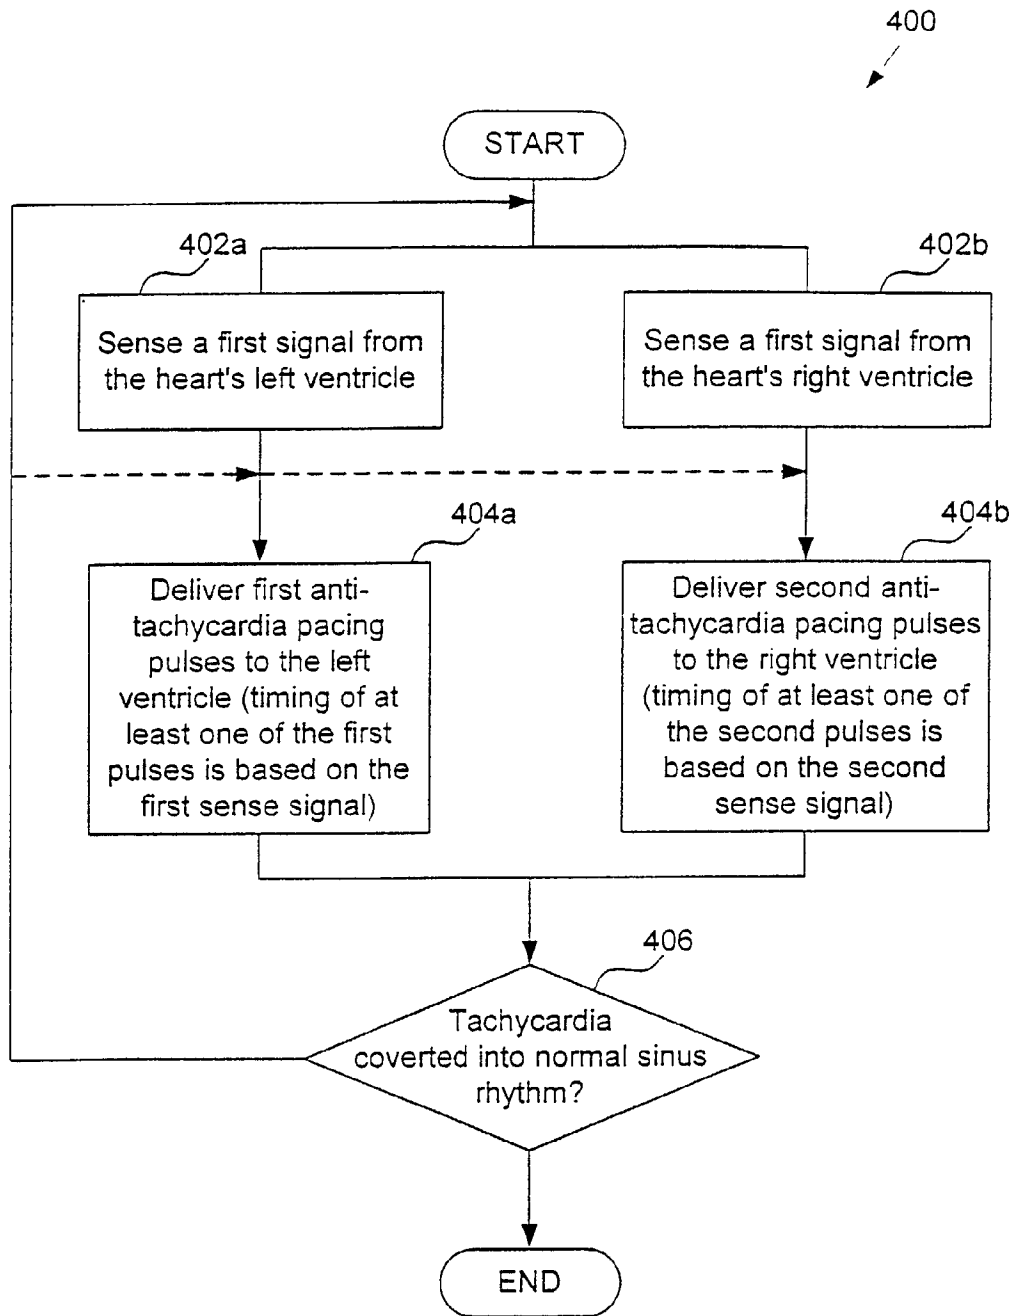 400
START
402a
402b
Sense a first signal from
the heart's left ventricle
Sense a first signal from
the heart's right ventricle
404a
404b
Deliver first anti-
tachycardia pacing
pulses to the left
ventricle (timing of at
least one of the first
pulses is based on the
first sense signal)
Deliver second anti-
tachycardia pacing pulses
to the right ventricle
(timing of at least one of
the second pulses is
based on the second
sense signal)
406
Tachycardia
coverted into normal sinus
rhythm?
END